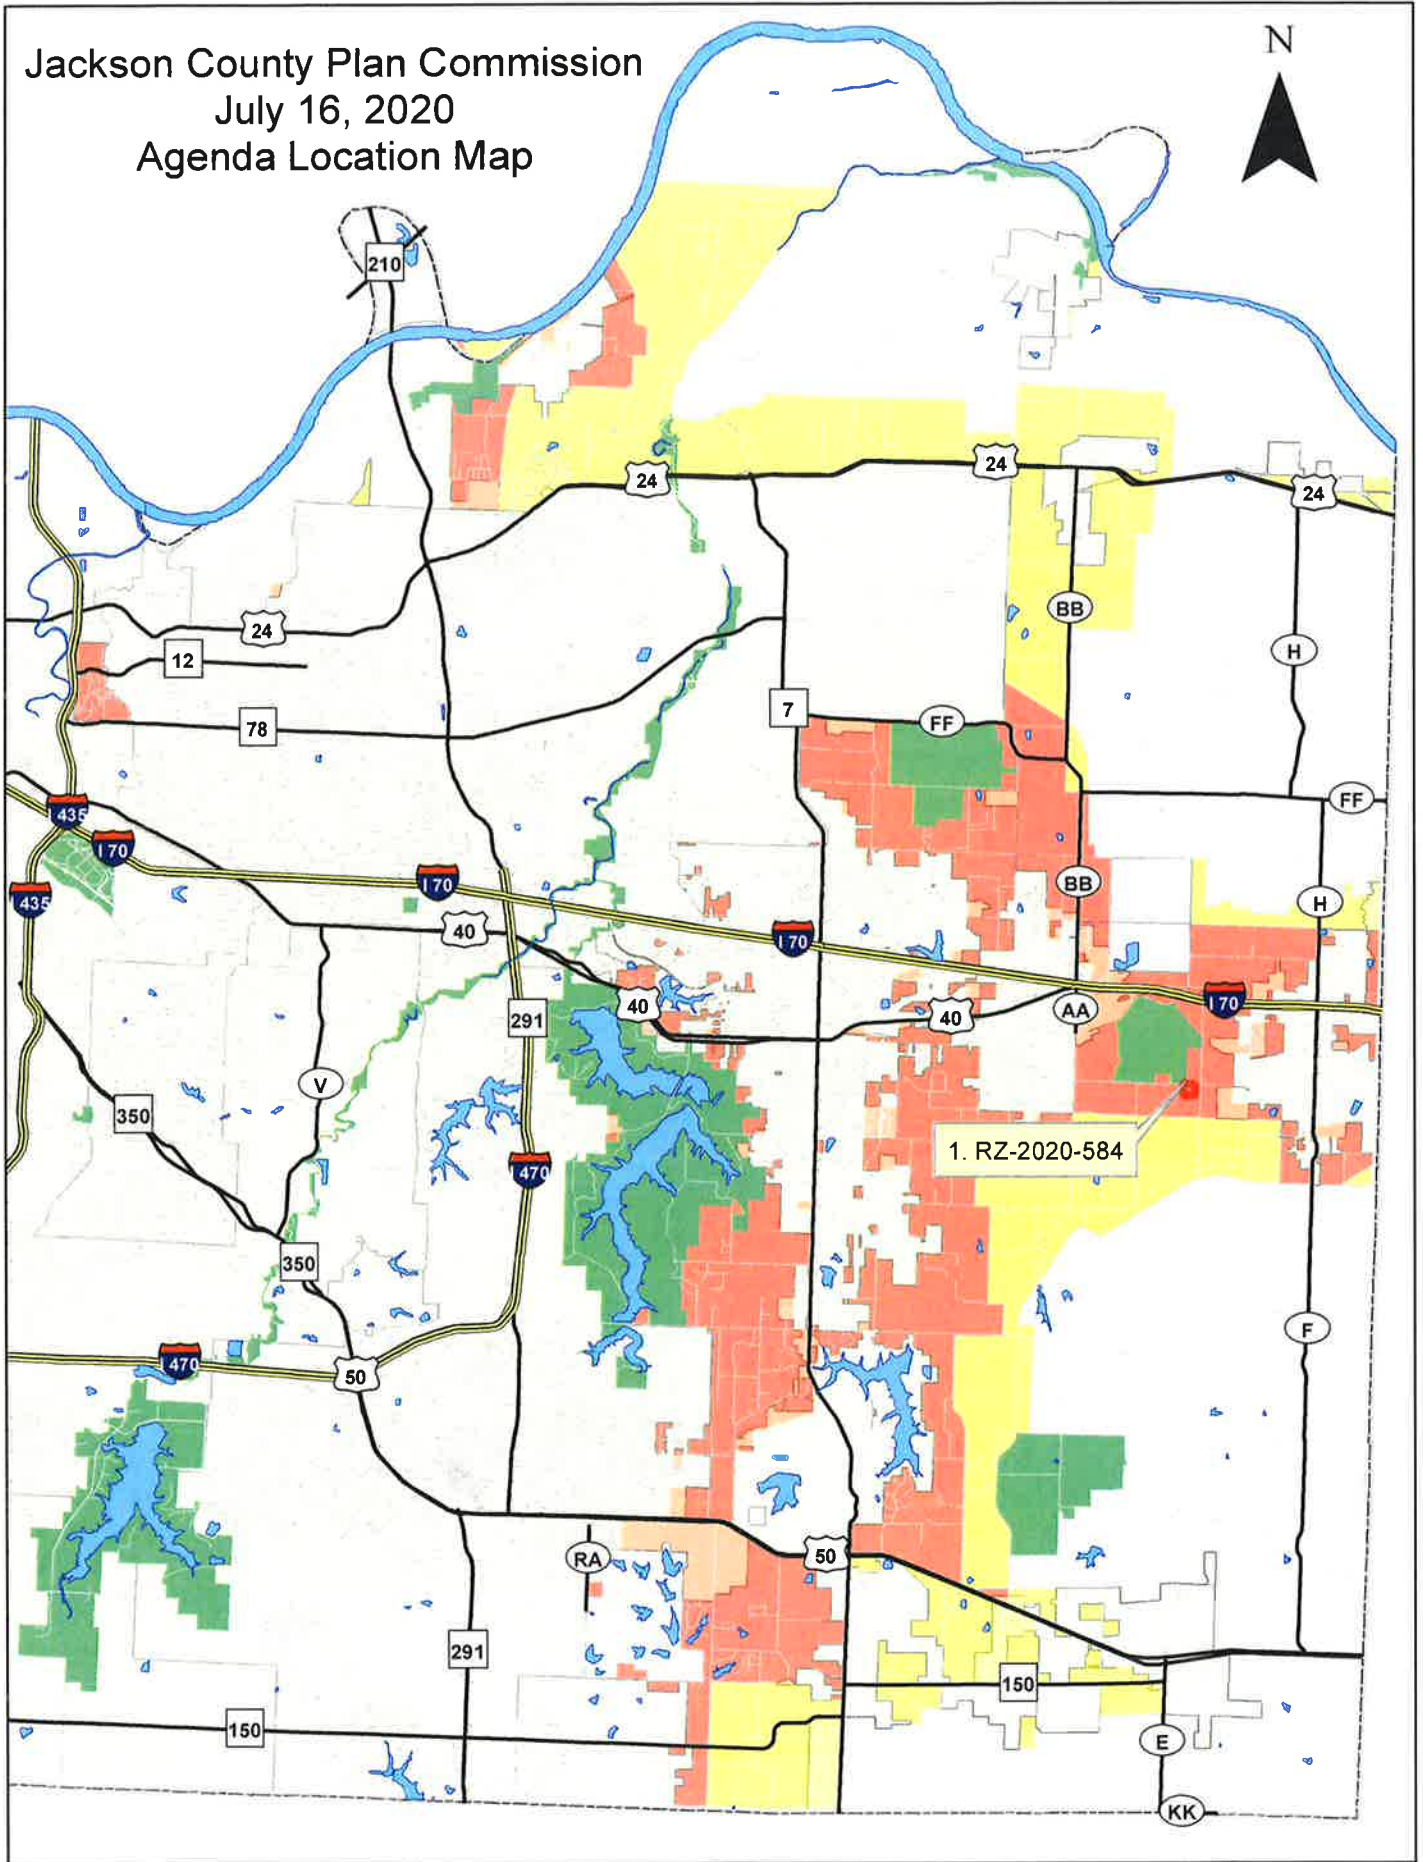 Jackson County Plan Commission
July 16, 2020
Agenda Location Map
N
210
24
24
24
BB
24
12
H
7
FF
78
FF
435
I 70
I 70
BB
435
H
40
I 70
I 70
40
291
40
AA
V
350
1. RZ-2020-584
470
350
F
470
50
50
RA
291
150
150
E
KK